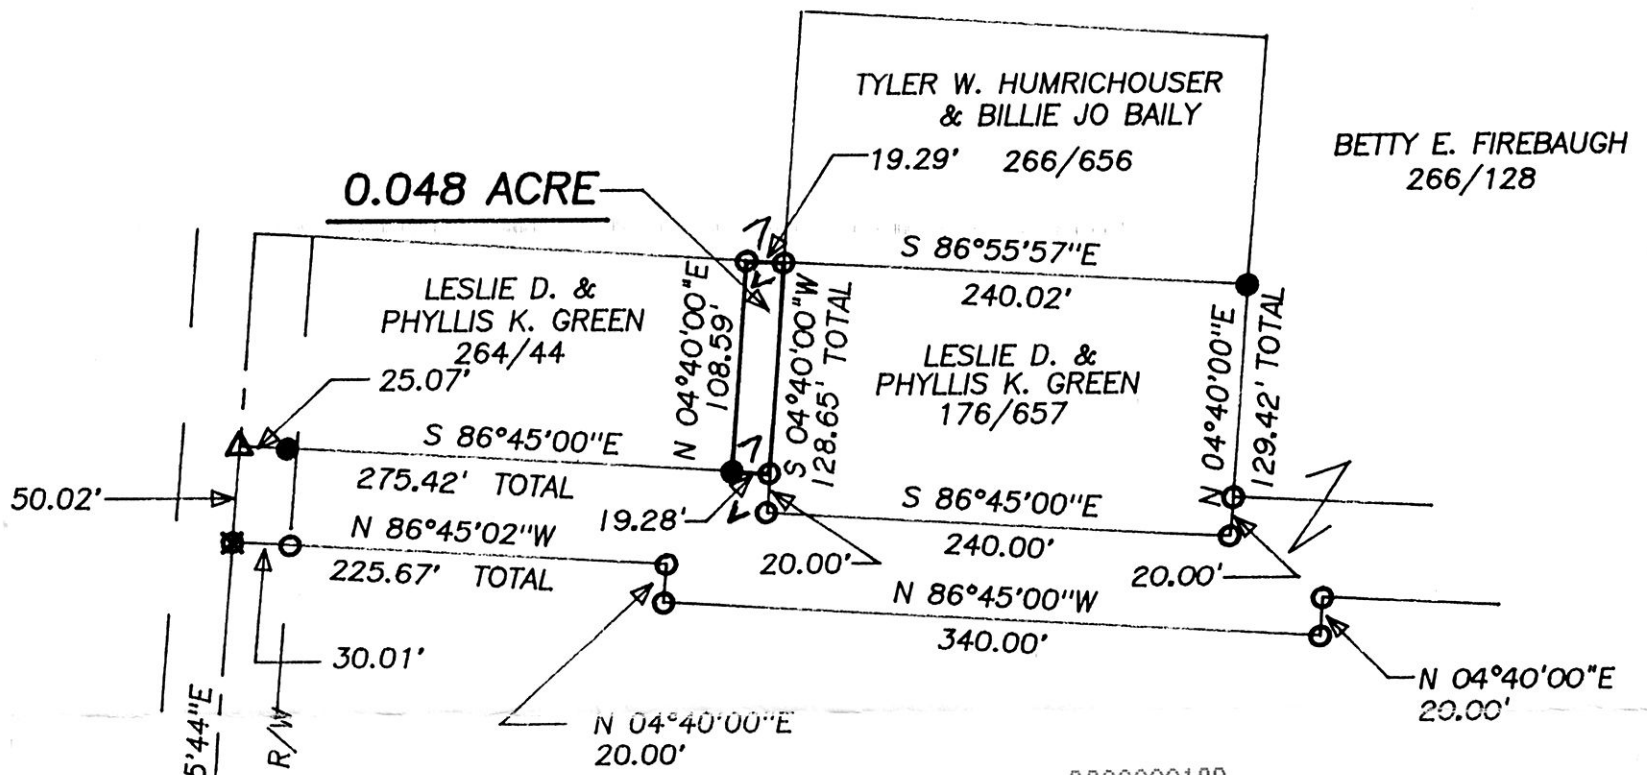 TYLER W. HUMRICHOUSER
& BILLIE JO BAILY
19.29' 266/656
BETTY E. FIREBAUGH
266/128
0.048 ACRE
S 86°55'57"E
240.02'
LESLIE D. &
PHYLLIS K. GREEN
264/44
25.07'
N 04°40'00"E
108.59'
S 04°40'00"W
128.65' TOTAL
LESLIE D. &
PHYLLIS K. GREEN
176/657
N 04°40'00"E
129.42' TOTAL
S 86°45'00"E
275.42' TOTAL
50.02'
N 86°45'02"W
225.67' TOTAL
19.28'
S 86°45'00"E
240.00'
20.00'
20.00'
N 86°45'00"W
340.00'
30.01'
N 04°40'00"E
20.00'
N 04°40'00"E
20.00'
5'44"E
R/W